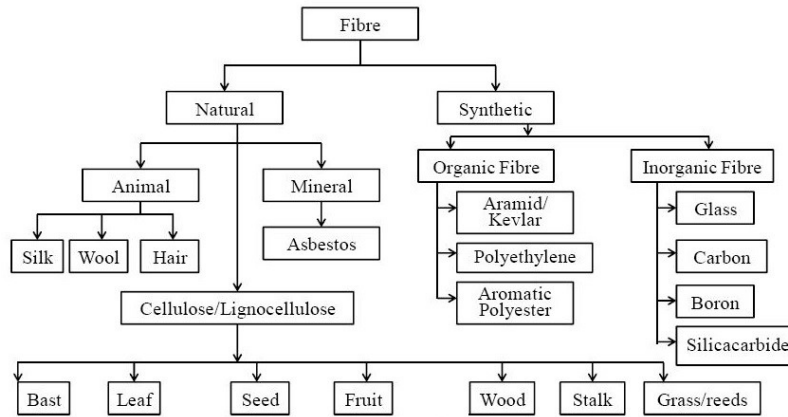 Fibre
Natural
Synthetic
Animal
Mineral
Organic Fibre
Inorganic Fibre
Silk
Wool
Hair
Asbestos
Aramid/
Kevlar
Polyethylene
Aromatic
Polyester
Glass
Carbon
Boron
Silicacarbide
Cellulose/Lignocellulose
Bast
Leaf
Seed
Fruit
Wood
Stalk
Grass/reeds